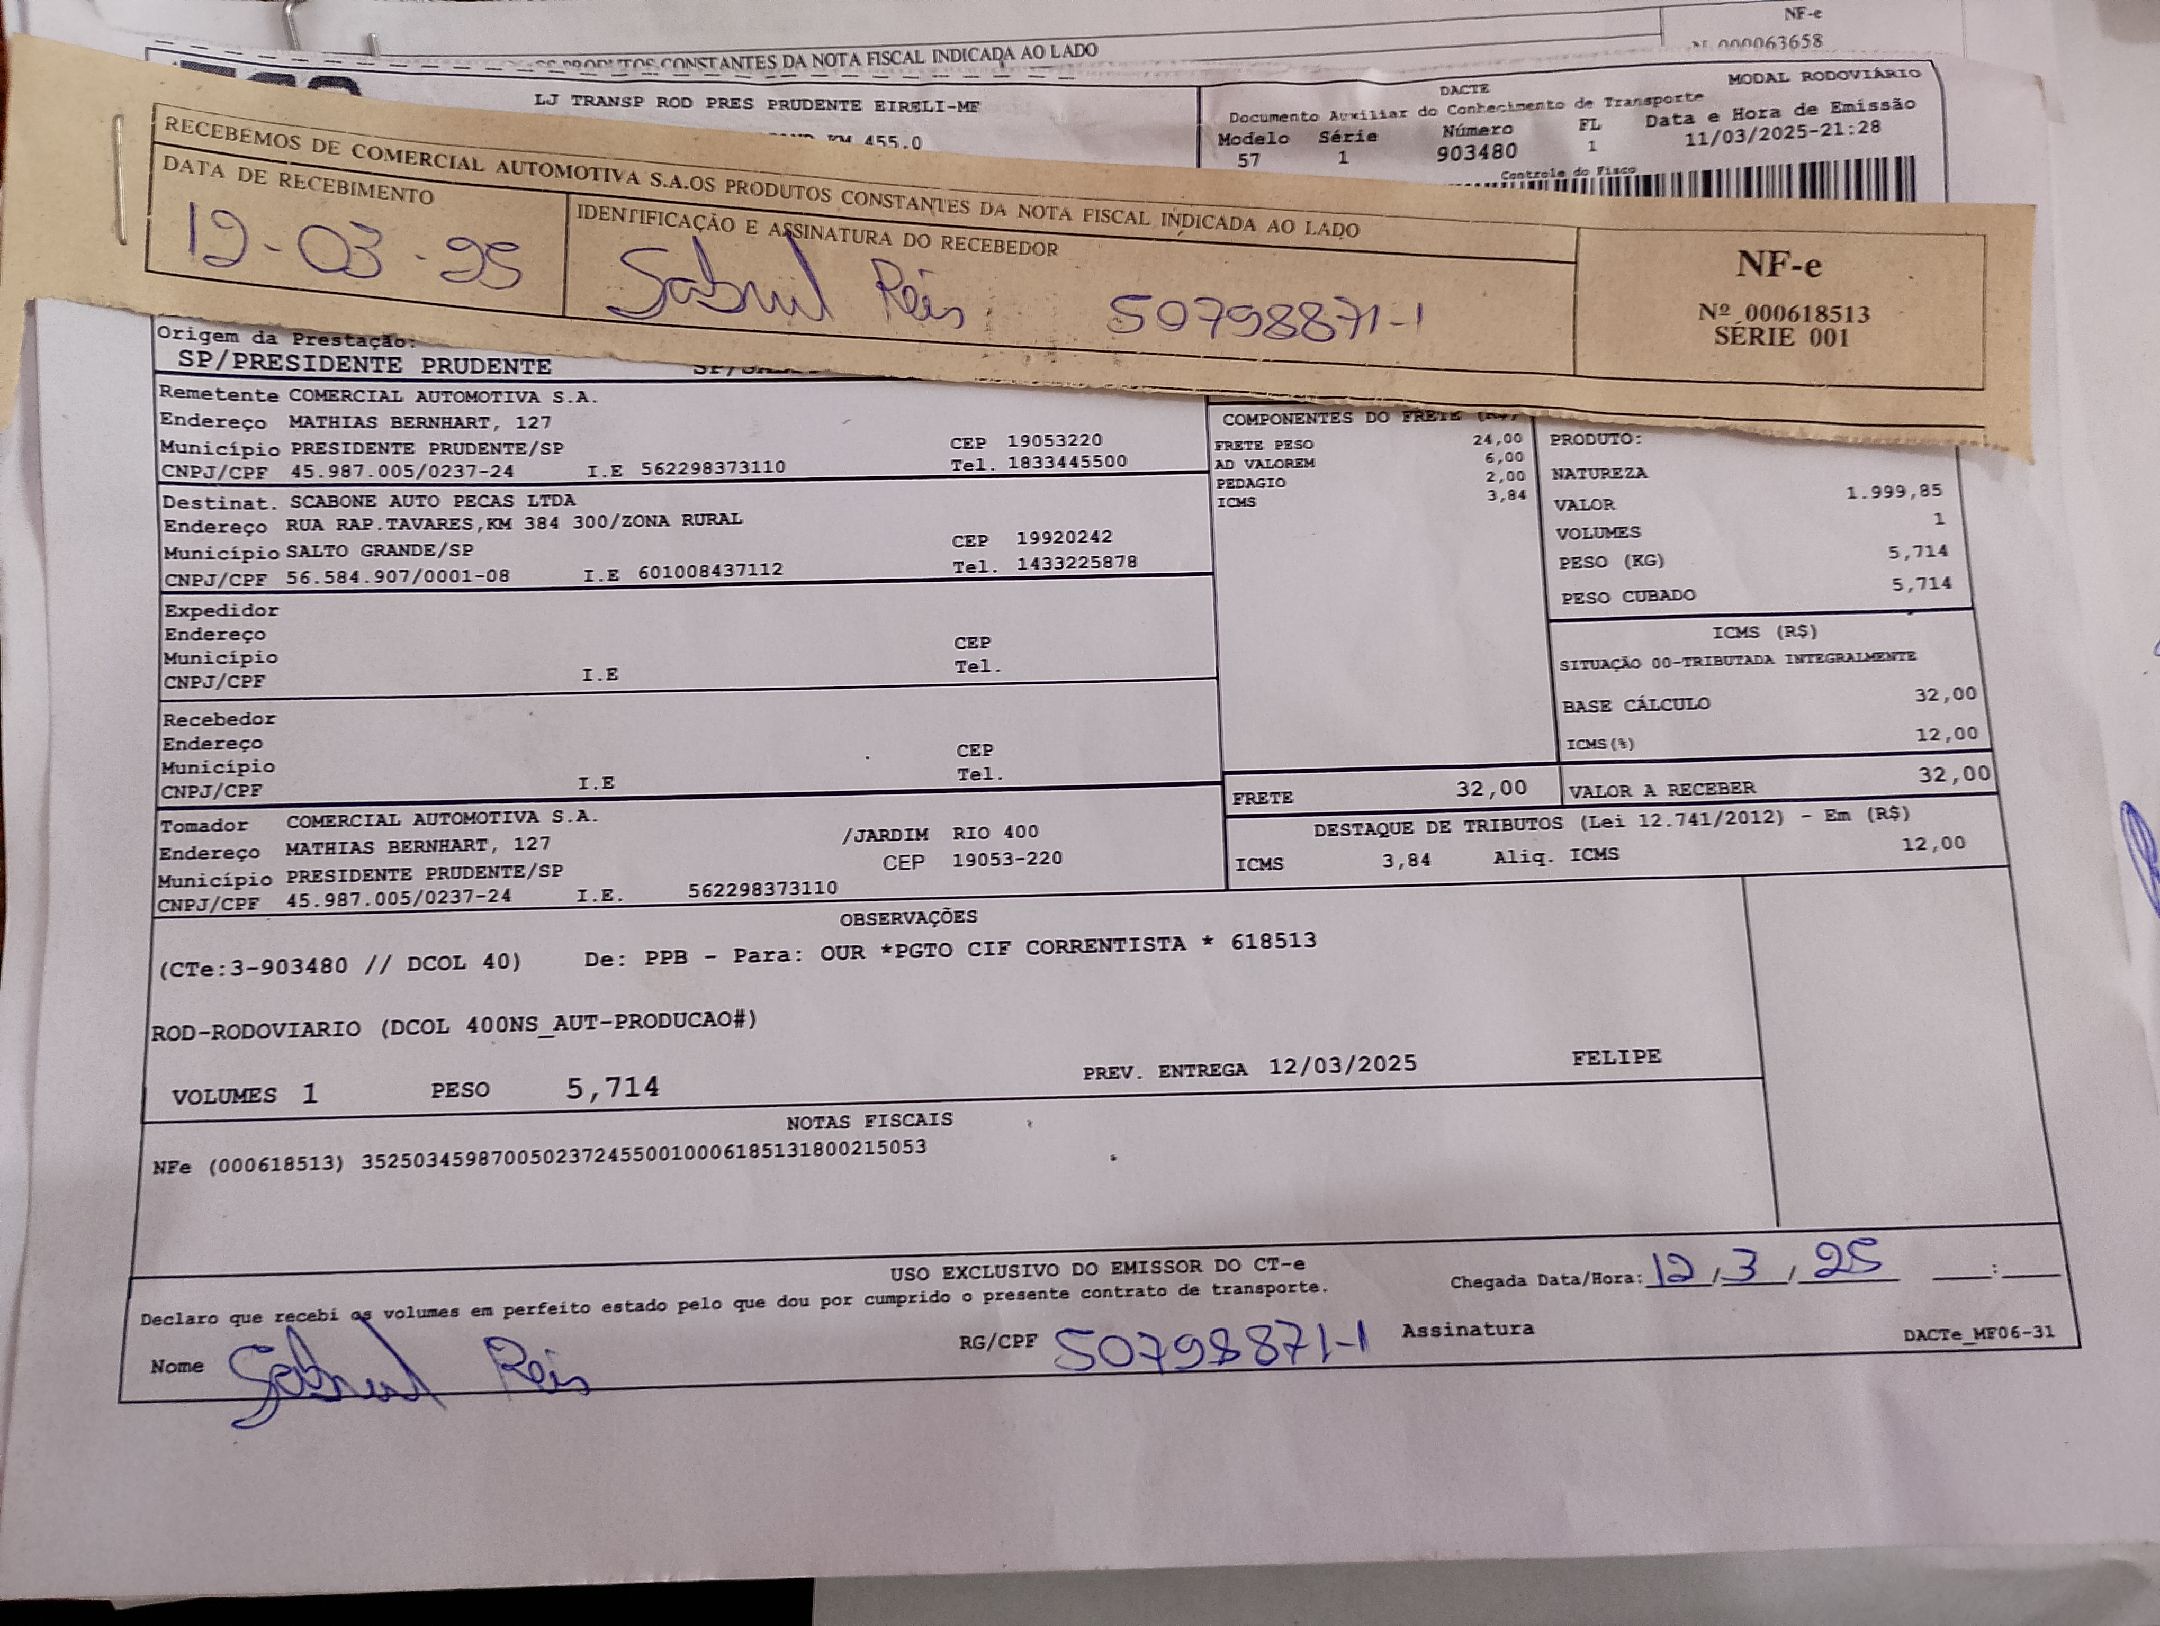 NF-e
000063658
PRODUTOS CONSTANTES DA NOTA FISCAL INDICADA AO LADO
LJ TRANSP ROD PRES PRUDENTE EIRELI-ME
KM 455.0
DACTE
MODAL RODOVIÁRIO
Documento Auxiliar do Conhecimento de Transporte
Modelo Série Número FL Data e Hora de Emissão
57 1 903480 1 11/03/2025-21:28
Controle do Fisco
RECEBEMOS DE COMERCIAL AUTOMOTIVA S.A.OS PRODUTOS CONSTANTES DA NOTA FISCAL INDICADA AO LADO
DATA DE RECEBIMENTO
12-03-25
IDENTIFICAÇÃO E ASSINATURA DO RECEBEDOR
Gabriel Reis 50798871-1
NF-e
Nº 000618513
SÉRIE 001
Origem da Prestação:
SP/PRESIDENTE PRUDENTE
Remetente COMERCIAL AUTOMOTIVA S.A.
Endereço MATHIAS BERNHART, 127
Município PRESIDENTE PRUDENTE/SP CEP 19053220
CNPJ/CPF 45.987.005/0237-24 I.E 562298373110 Tel. 1833445500
Destinat. SCABONE AUTO PECAS LTDA
Endereço RUA RAP.TAVARES,KM 384 300/ZONA RURAL
Município SALTO GRANDE/SP CEP 19920242
CNPJ/CPF 56.584.907/0001-08 I.E 601008437112 Tel. 1433225878
Expedidor
Endereço
Município CEP
CNPJ/CPF I.E Tel.
Recebedor
Endereço
Município CEP
CNPJ/CPF I.E Tel.
Tomador COMERCIAL AUTOMOTIVA S.A.
Endereço MATHIAS BERNHART, 127 /JARDIM RIO 400
Município PRESIDENTE PRUDENTE/SP CEP 19053-220
CNPJ/CPF 45.987.005/0237-24 I.E. 562298373110
COMPONENTES DO FRETE (R$)
FRETE PESO 24,00
AD VALOREM 6,00
PEDAGIO 2,00
ICMS 3,84
PRODUTO:
NATUREZA
VALOR 1.999,85
VOLUMES 1
PESO (KG) 5,714
PESO CUBADO 5,714
ICMS (R$)
SITUAÇÃO 00-TRIBUTADA INTEGRALMENTE
BASE CÁLCULO 32,00
ICMS(%) 12,00
FRETE 32,00 VALOR A RECEBER 32,00
DESTAQUE DE TRIBUTOS (Lei 12.741/2012) - Em (R$)
ICMS 3,84 Aliq. ICMS 12,00
OBSERVAÇÕES
(CTe:3-903480 // DCOL 40) De: PPB - Para: OUR *PGTO CIF CORRENTISTA * 618513
ROD-RODOVIARIO (DCOL 400NS_AUT-PRODUCAO#)
VOLUMES 1 PESO 5,714 PREV. ENTREGA 12/03/2025 FELIPE
NOTAS FISCAIS
NFe (000618513) 35250345987005023724550010006185131800215053
USO EXCLUSIVO DO EMISSOR DO CT-e
Declaro que recebi os volumes em perfeito estado pelo que dou por cumprido o presente contrato de transporte.
Chegada Data/Hora: 12/3/25 __:__
Nome Gabriel Reis RG/CPF 50798871-1 Assinatura
DACTe_MF06-31